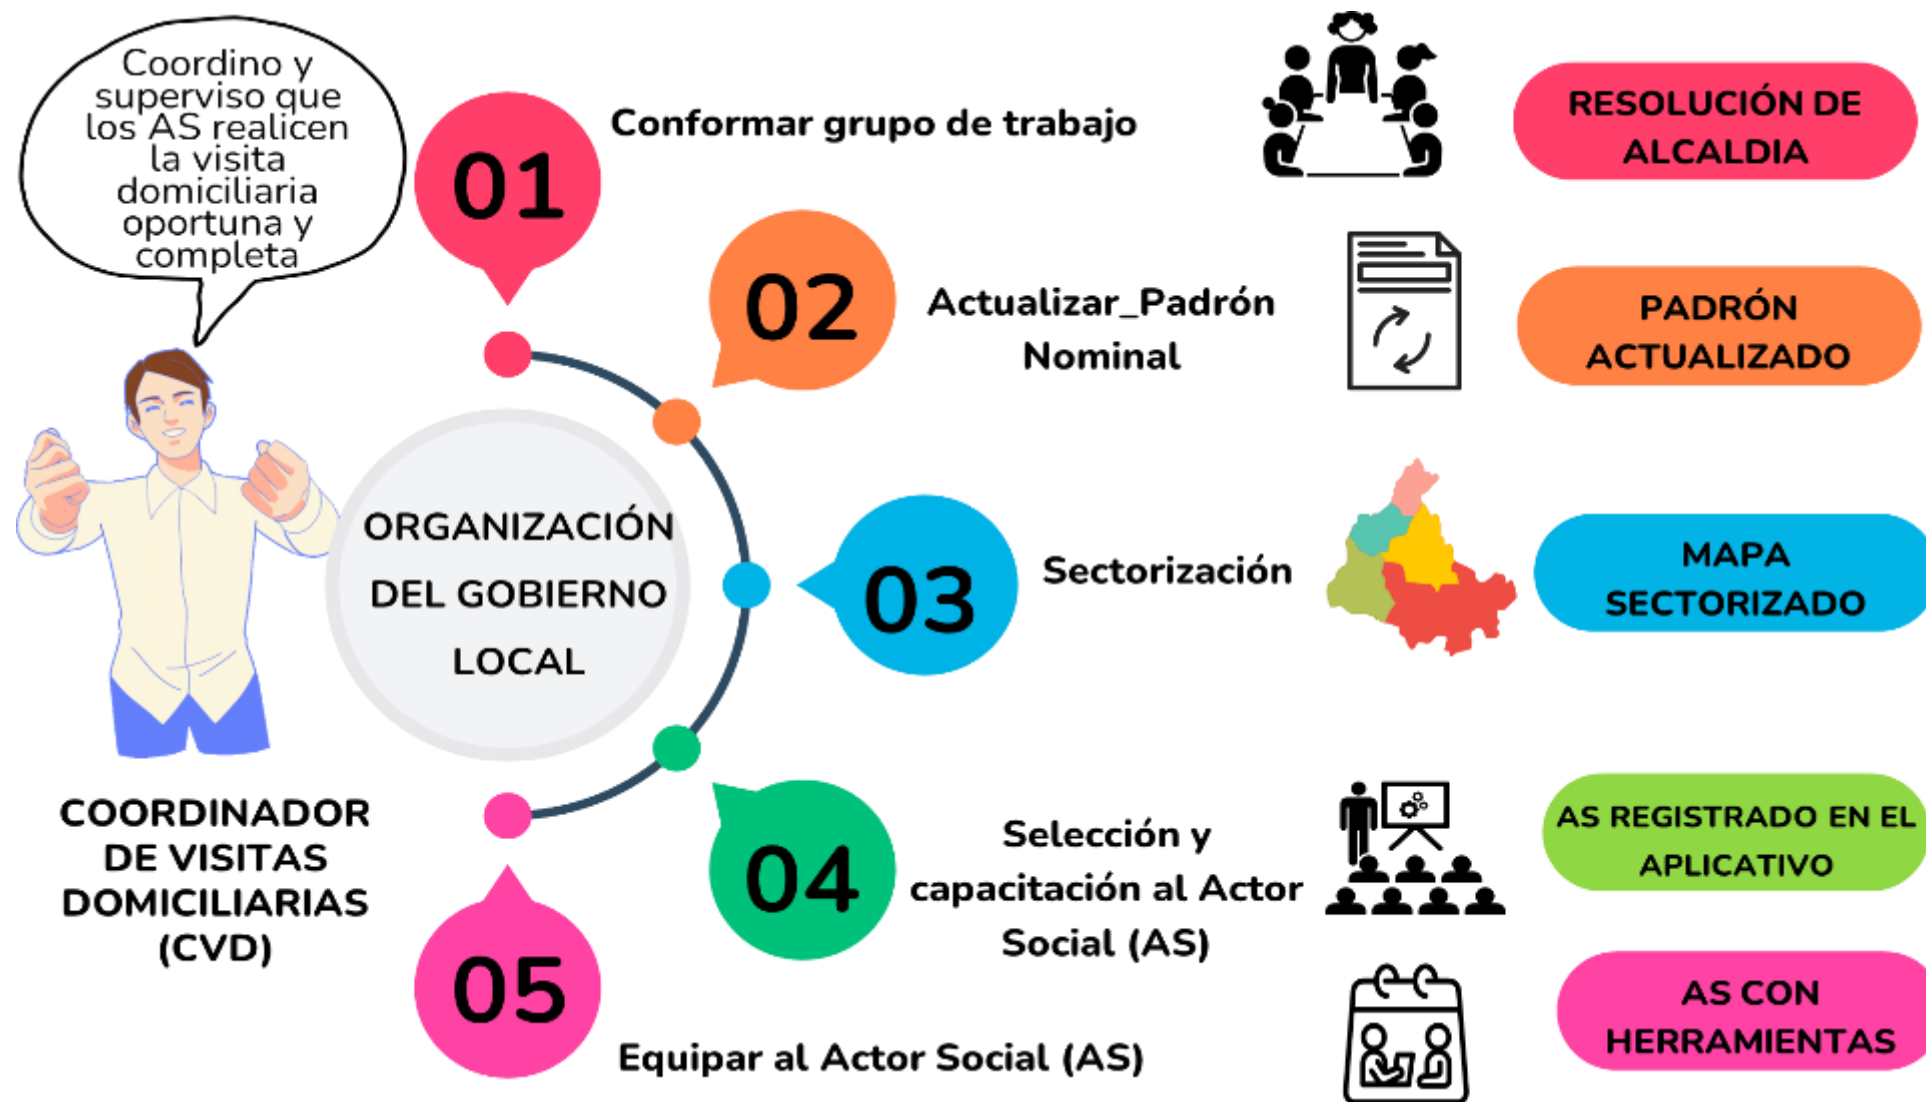 Coordino y
superviso que
los AS realicen
la visita
domiciliaria
oportuna y
completa
COORDINADOR
DE VISITAS
DOMICILIARIAS
(CVD)
ORGANIZACIÓN
DEL GOBIERNO
LOCAL
01
Conformar grupo de trabajo
RESOLUCIÓN DE
ALCALDIA
02
Actualizar_Padrón
Nominal
PADRÓN
ACTUALIZADO
03
Sectorización
MAPA
SECTORIZADO
04
Selección y
capacitación al Actor
Social (AS)
AS REGISTRADO EN EL
APLICATIVO
05
Equipar al Actor Social (AS)
AS CON
HERRAMIENTAS